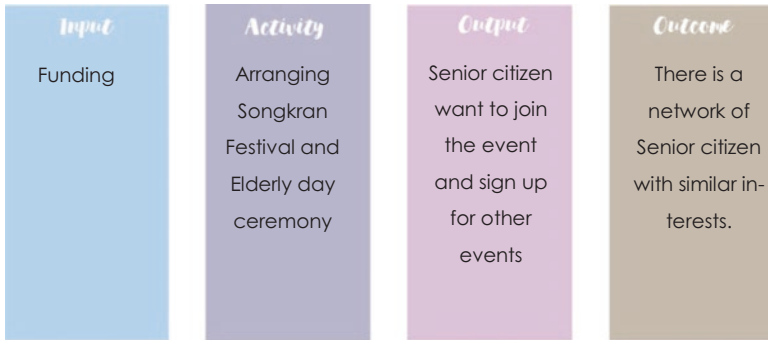 Input
Funding
Activity
Arranging
Songkran
Festival and
Elderly day
ceremony
Output
Senior citizen
want to join
the event
and sign up
for other
events
Outcome
There is a
network of
Senior citizen
with similar in-
terests.